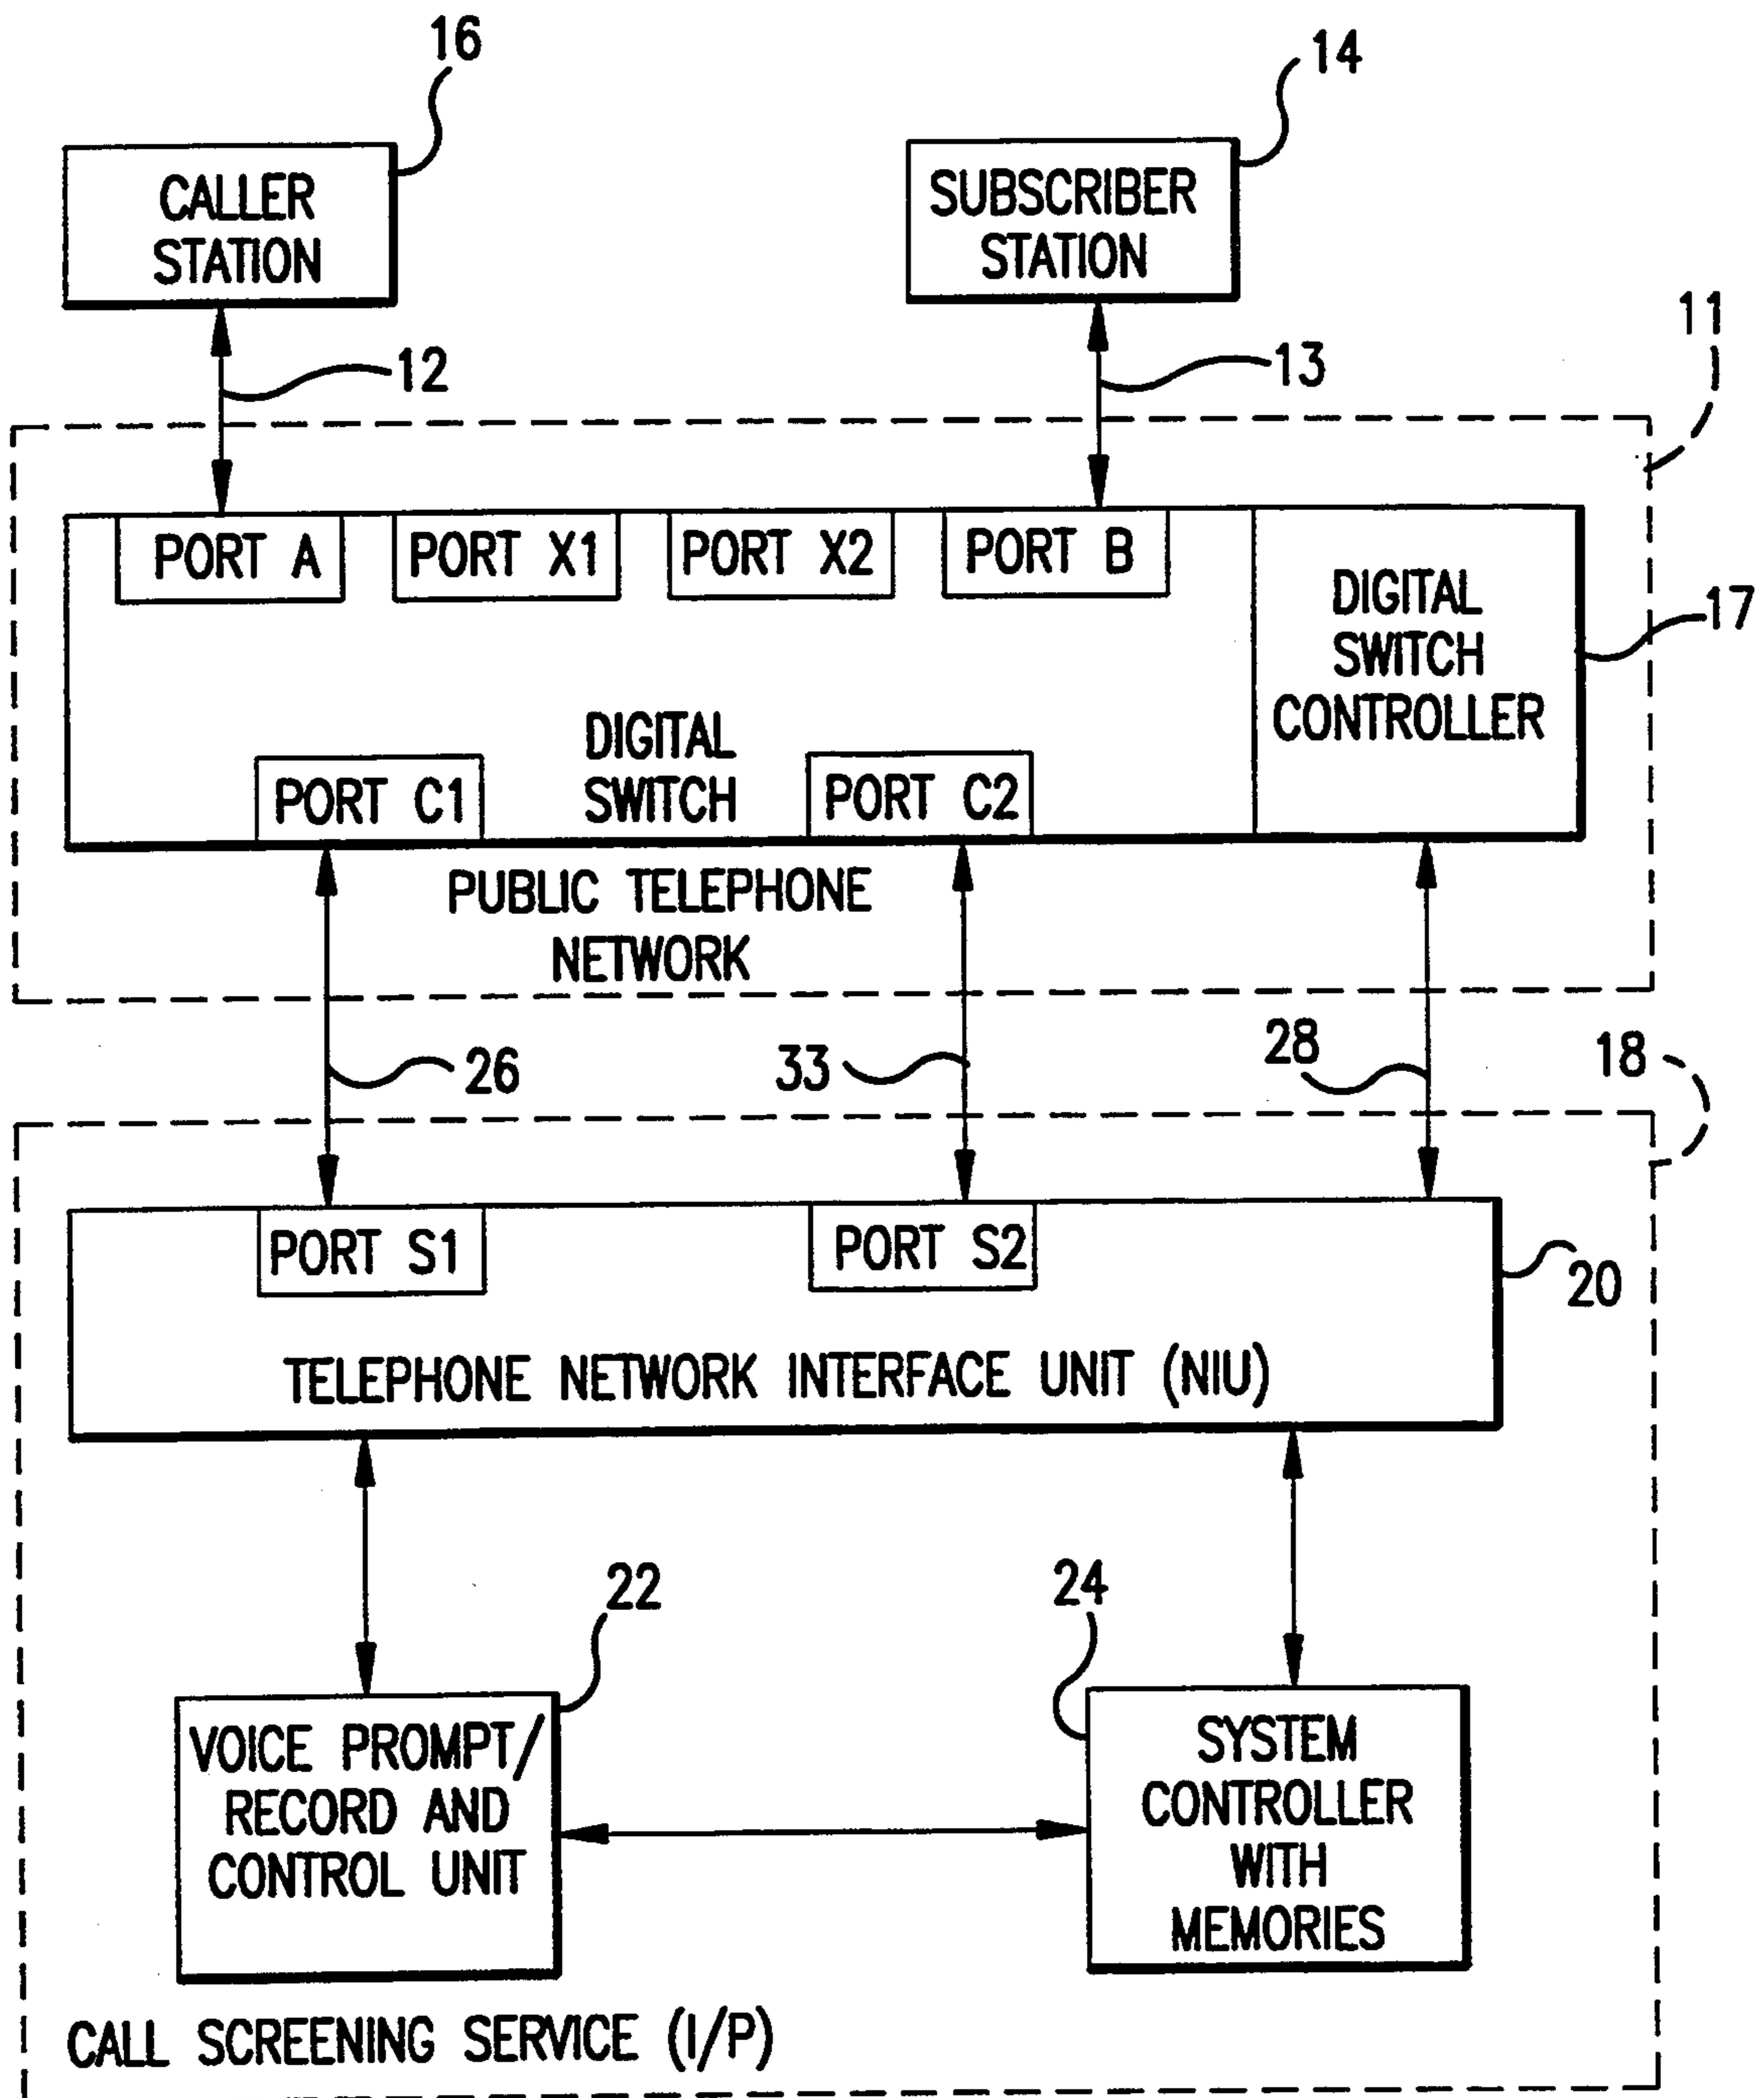 16
14
CALLER
STATION
SUBSCRIBER
STATION
11
12
13
PORT A
PORT X1
PORT X2
PORT B
DIGITAL
SWITCH
CONTROLLER
17
DIGITAL
SWITCH
PORT C1
PORT C2
PUBLIC TELEPHONE
NETWORK
26
33
28
18
PORT S1
PORT S2
20
TELEPHONE NETWORK INTERFACE UNIT (NIU)
22
24
VOICE PROMPT/
RECORD AND
CONTROL UNIT
SYSTEM
CONTROLLER
WITH
MEMORIES
CALL SCREENING SERVICE (I/P)